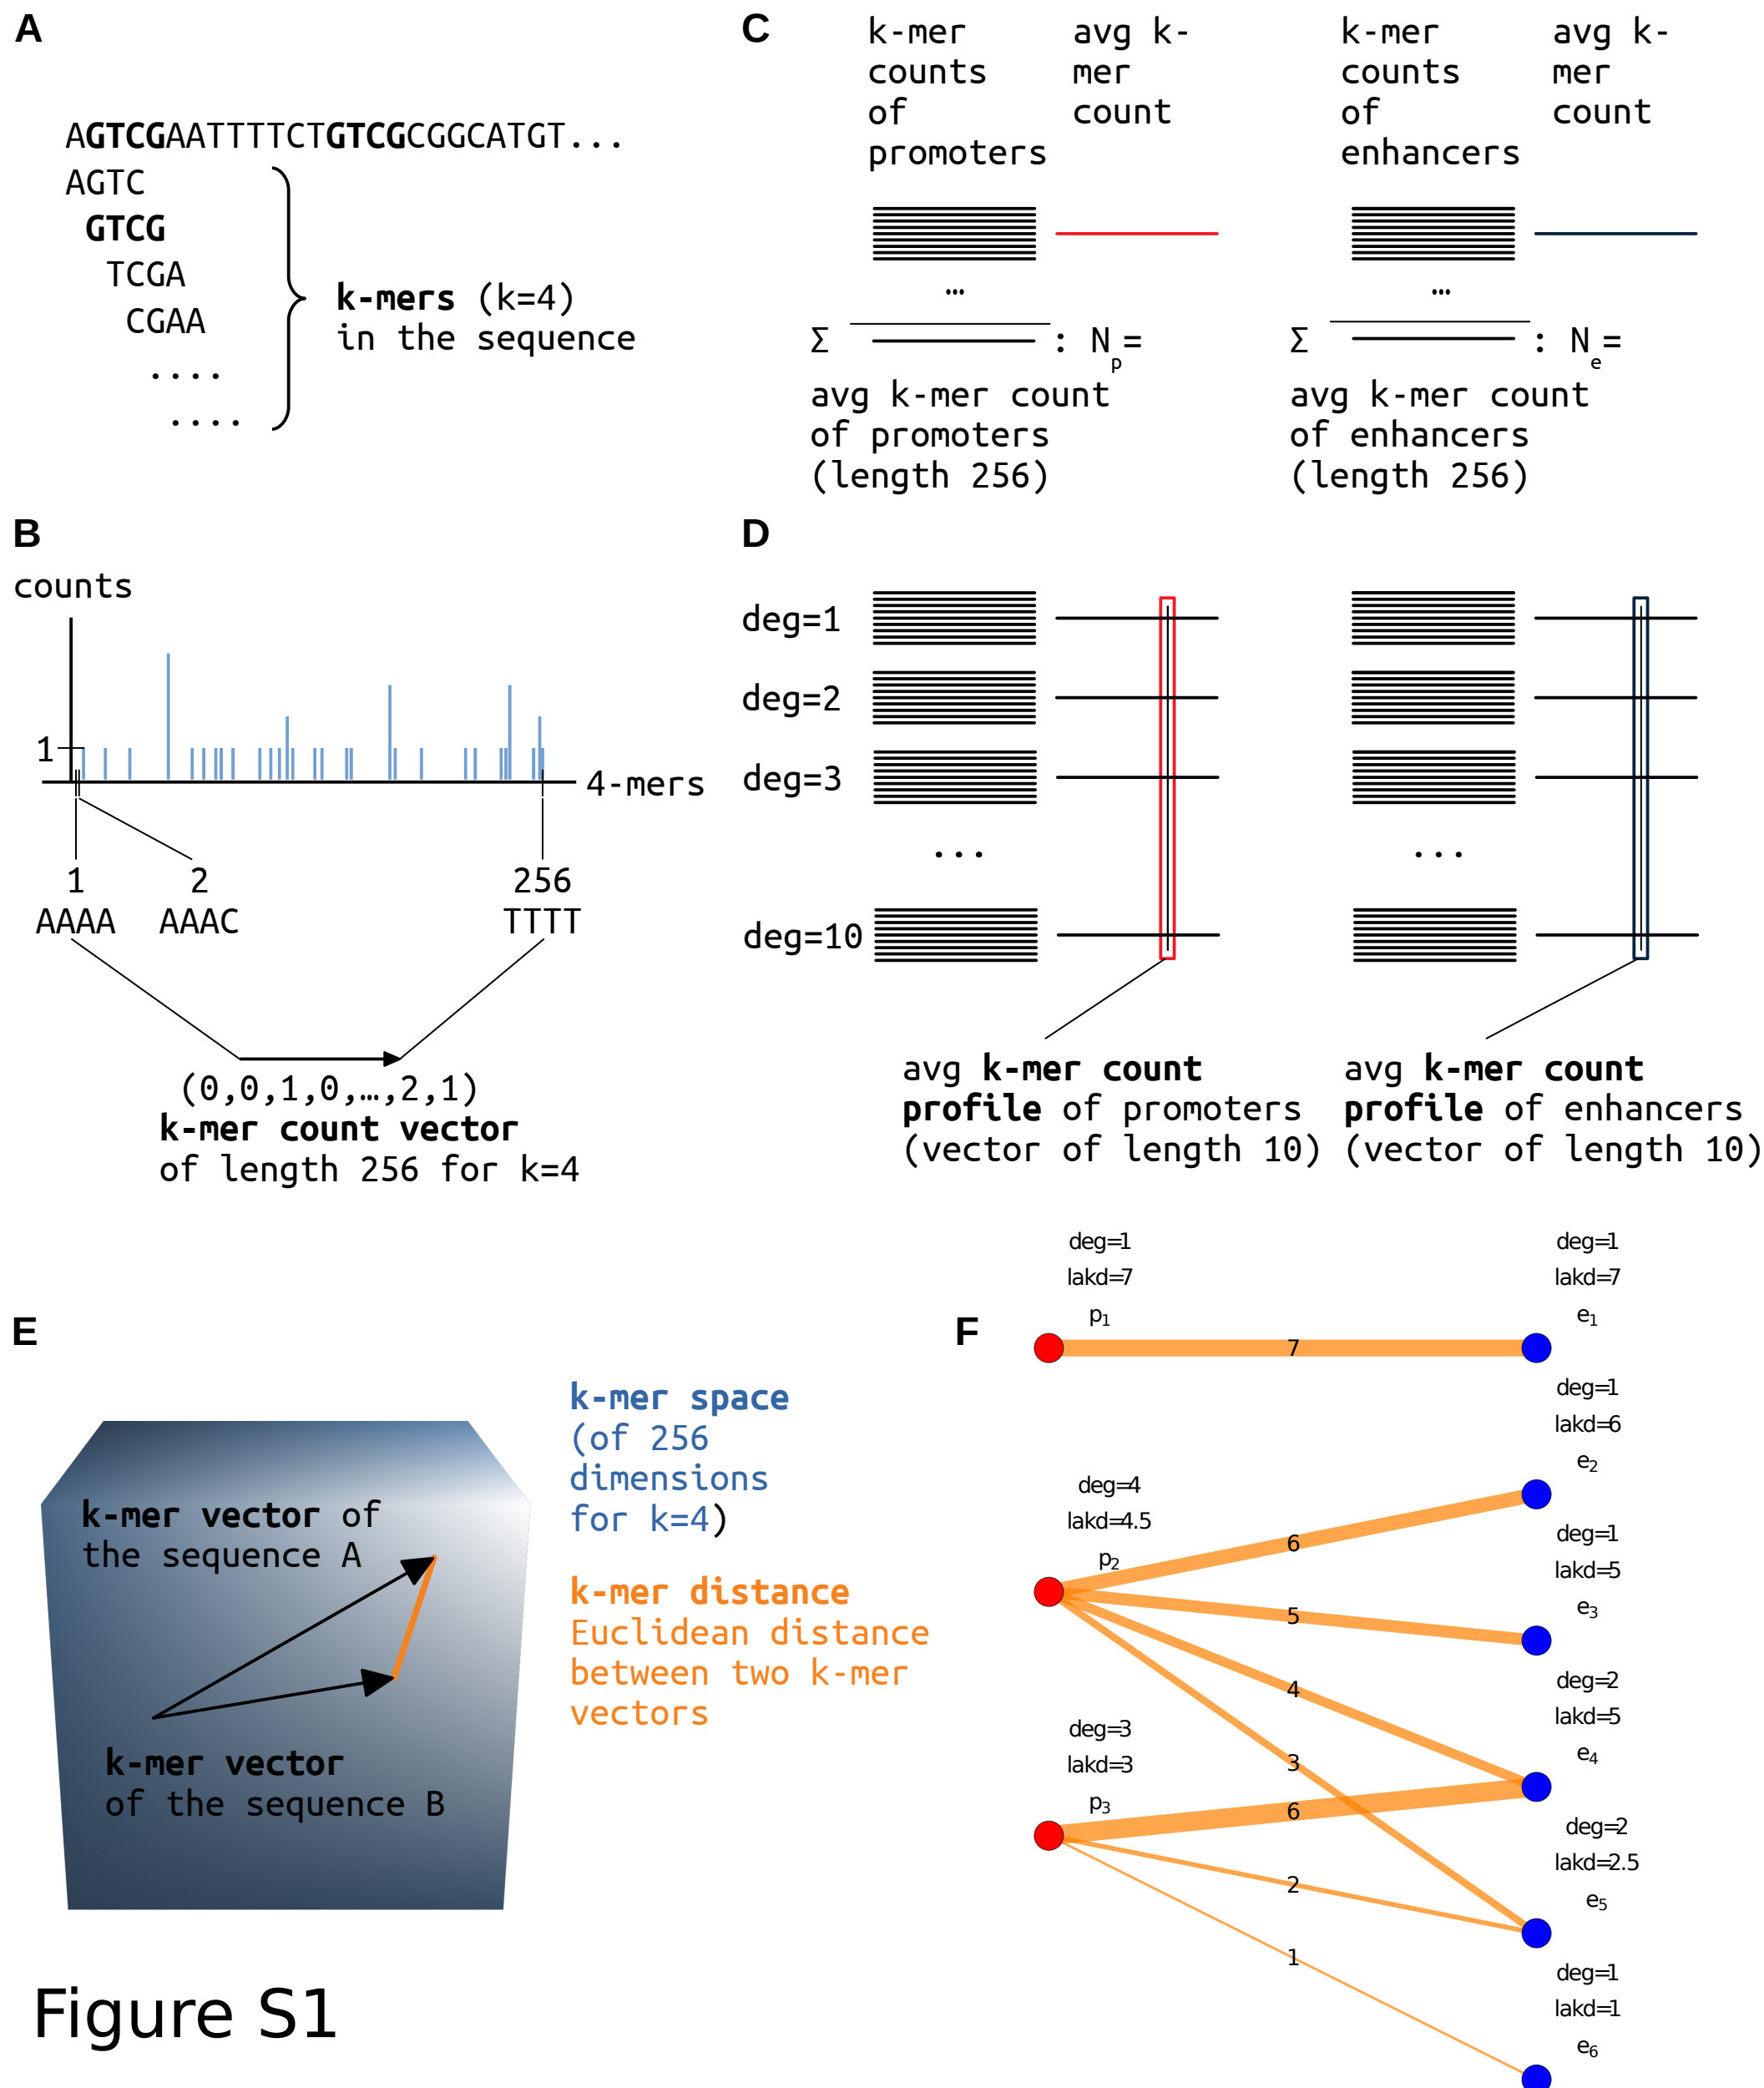 A
AGTCGAATTTTCTGTCGCGGCATGT...
AGTC
GTCG
TCGA
CGAA
....
....
k-mers (k=4)
in the sequence
B
counts
1
4-mers
1
2
256
AAAA
AAAC
TTTT
(0,0,1,0,…,2,1)
k-mer count vector
of length 256 for k=4
C
k-mer
counts
of
promoters
avg k-
mer
count
k-mer
counts
of
enhancers
avg k-
mer
count
…
…
Σ
: Np=
Σ
: Ne=
avg k-mer count
of promoters
(length 256)
avg k-mer count
of enhancers
(length 256)
D
deg=1
deg=2
deg=3
...
...
deg=10
avg k-mer count
profile of promoters
(vector of length 10)
avg k-mer count
profile of enhancers
(vector of length 10)
E
k-mer vector of
the sequence A
k-mer vector
of the sequence B
k-mer space
(of 256
dimensions
for k=4)
k-mer distance
Euclidean distance
between two k-mer
vectors
F
deg=1
lakd=7
p1
deg=4
lakd=4.5
p2
deg=3
lakd=3
p3
7
6
5
4
3
6
2
1
deg=1
lakd=7
e1
deg=1
lakd=6
e2
deg=1
lakd=5
e3
deg=2
lakd=5
e4
deg=2
lakd=2.5
e5
deg=1
lakd=1
e6
Figure S1